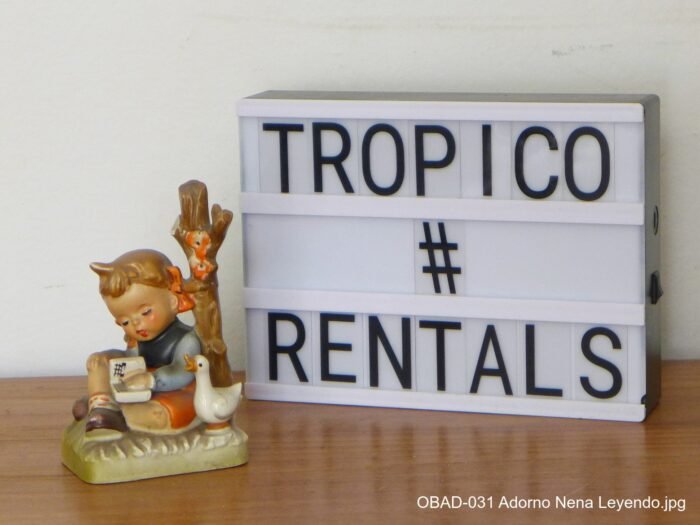 TROPICO
#
RENTALS
OBAD-031 Adorno Nena Leyendo.jpg